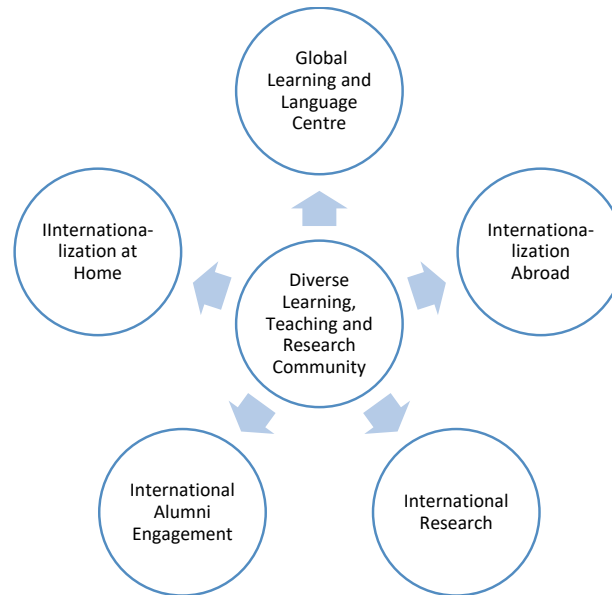 Global
Learning and
Language
Centre
IInternationa-
lization at
Home
Internationa-
lization
Abroad
Diverse
Learning,
Teaching and
Research
Community
International
Alumni
Engagement
International
Research